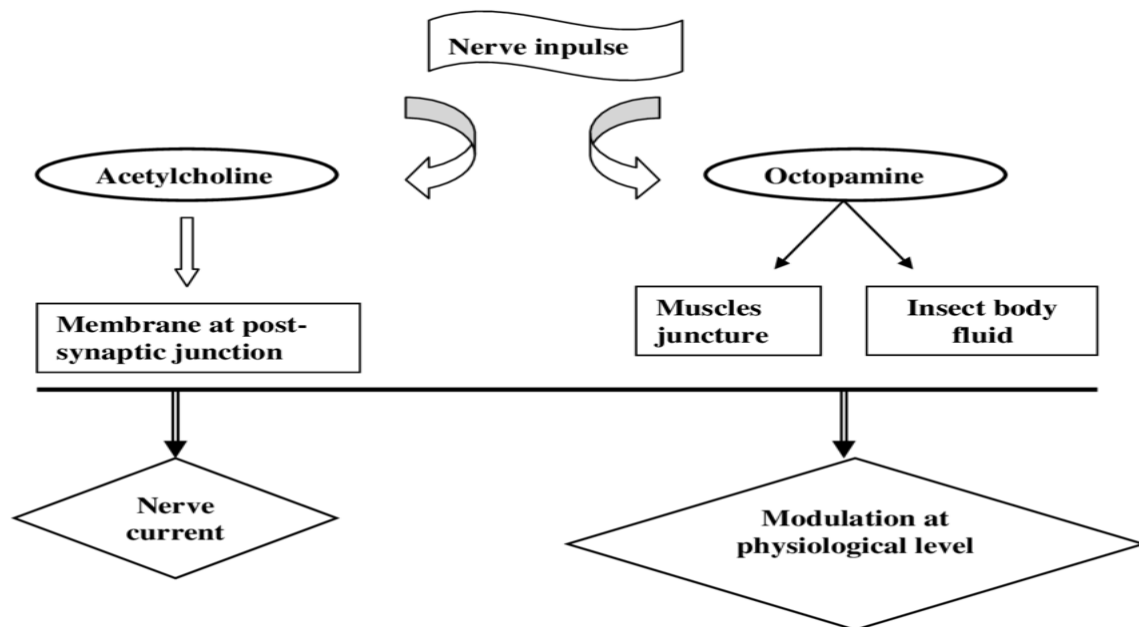 Nerve inpulse
Acetylcholine
Octopamine
Membrane at post-
synaptic junction
Muscles
juncture
Insect body
fluid
Nerve
current
Modulation at
physiological level